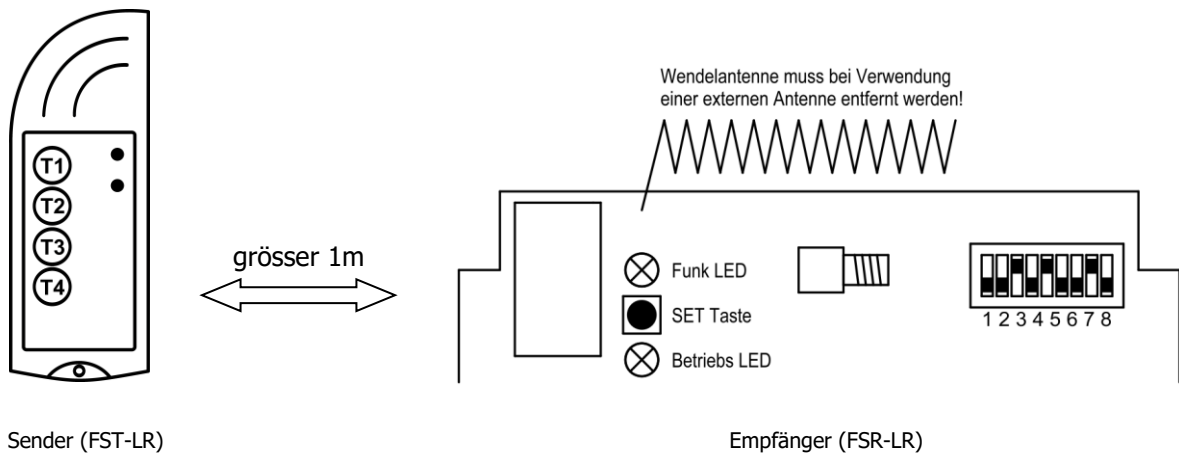 Wendelantenne muss bei Verwendung
einer externen Antenne entfernt werden!
T1
T2
T3
T4
grösser 1m
Funk LED
SET Taste
Betriebs LED
1 2 3 4 5 6 7 8
Sender (FST-LR)
Empfänger (FSR-LR)